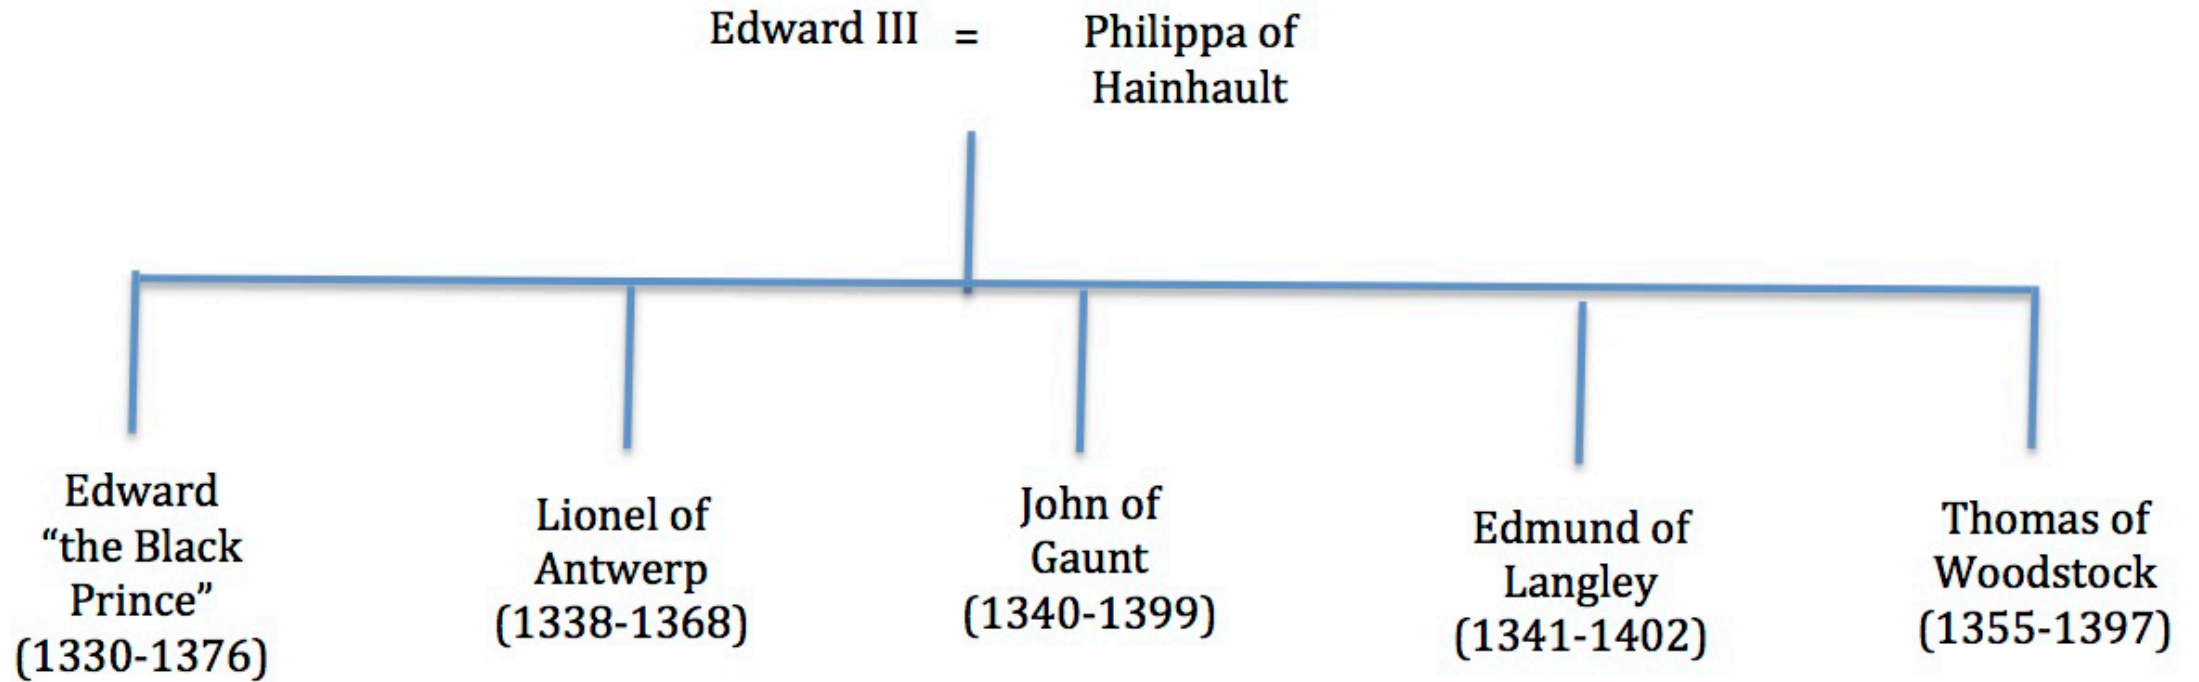 Edward III = Philippa of
Hainhault
Edward
“the Black
Prince”
(1330-1376)
Lionel of
Antwerp
(1338-1368)
John of
Gaunt
(1340-1399)
Edmund of
Langley
(1341-1402)
Thomas of
Woodstock
(1355-1397)